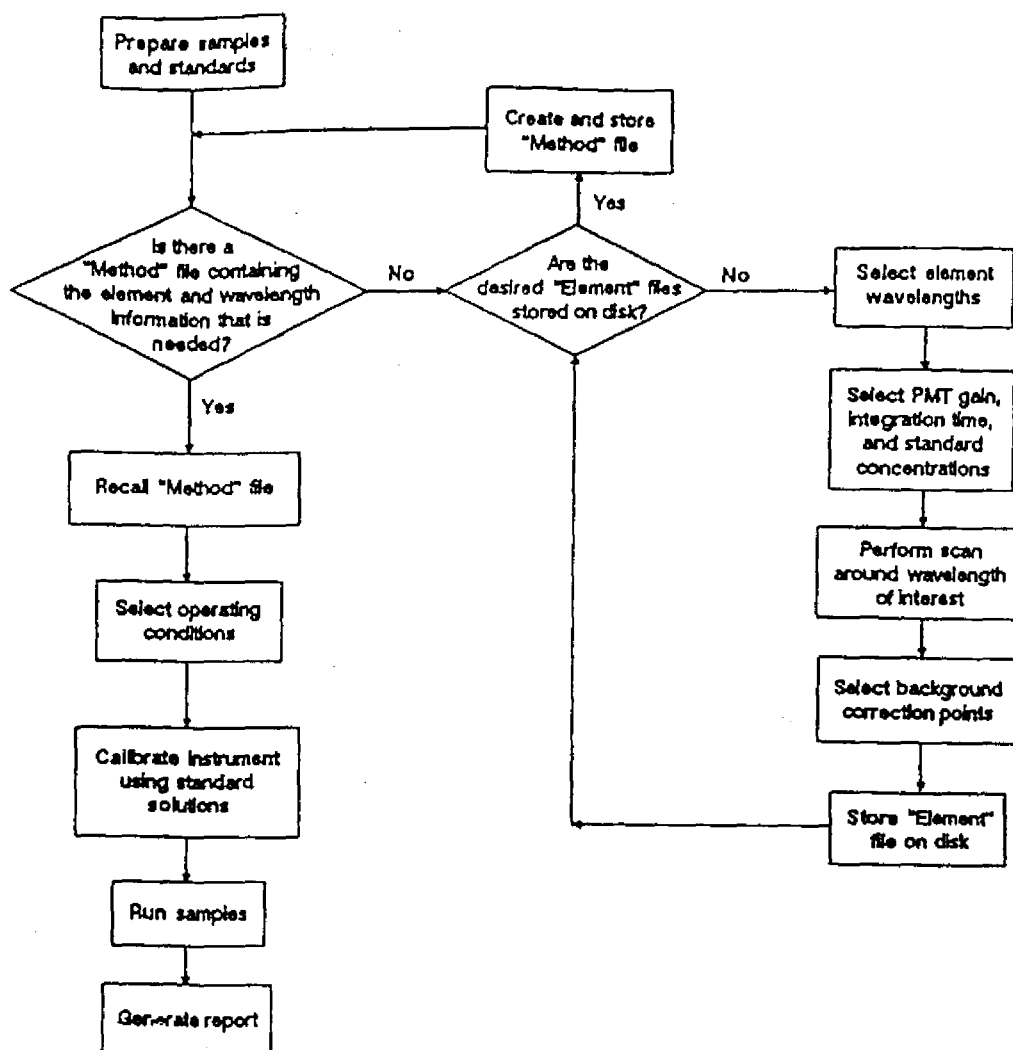 Prepare samples
and standards
Create and store
"Method" file
Yes
Is there a
"Method" file containing
the element and wavelength
information that is
needed?
No
Are the
desired "Element" files
stored on disk?
No
Select element
wavelengths
Yes
Select PMT gain,
integration time,
and standard
concentrations
Recall "Method" file
Perform scan
around wavelength
of interest
Select operating
conditions
Select background
correction points
Calibrate instrument
using standard
solutions
Store "Element"
file on disk
Run samples
Generate report